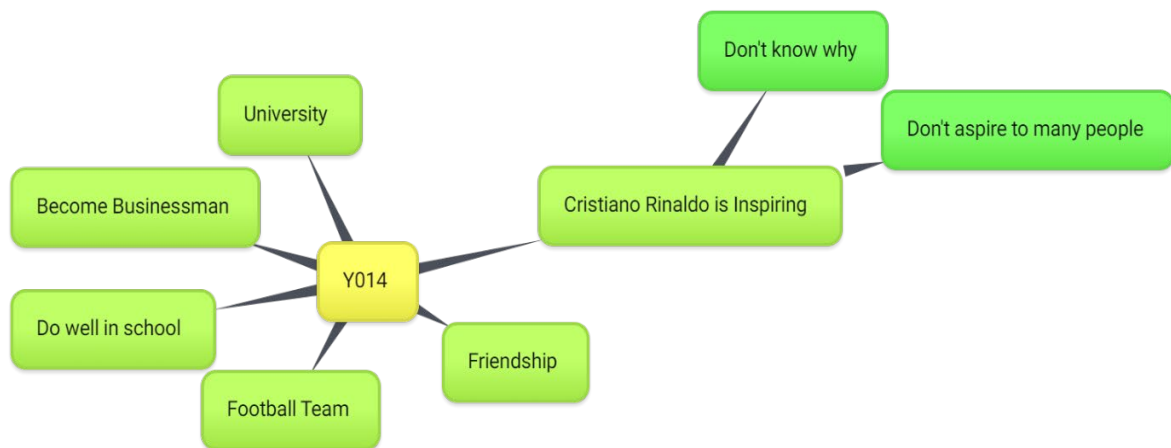 Don't know why
University
Don't aspire to many people
Become Businessman
Cristiano Rinaldo is Inspiring
Y014
Do well in school
Friendship
Football Team